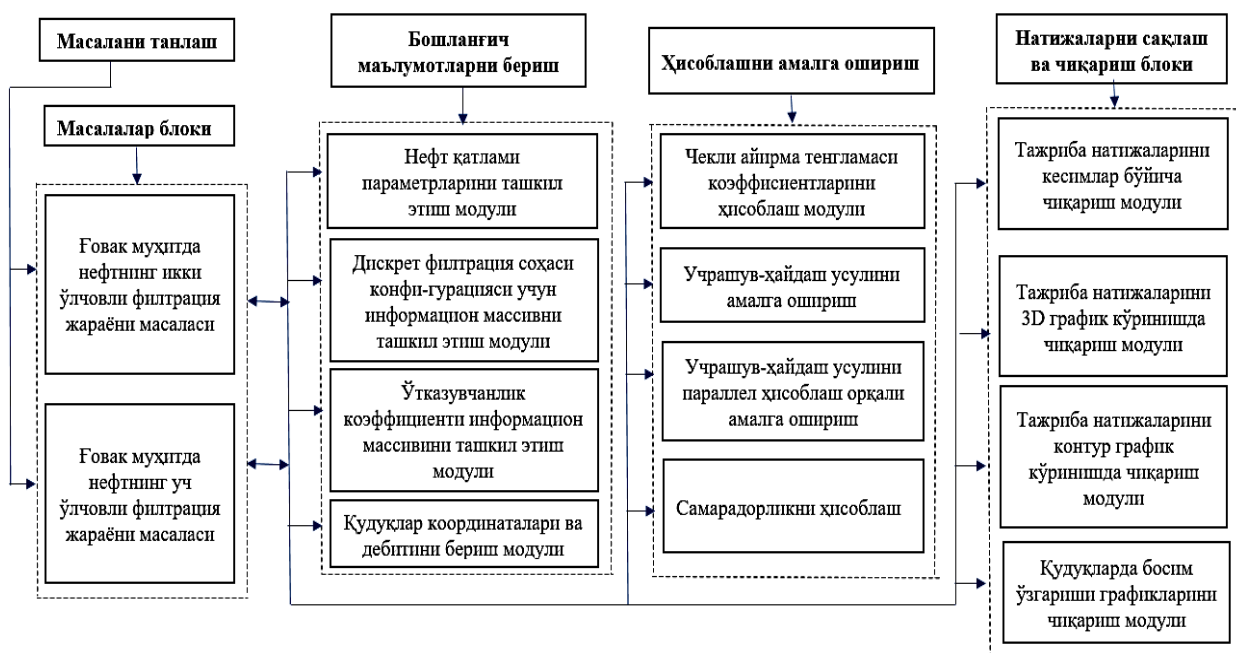 Масалани танлаш
Масалалар блоки
Ғовак муҳитда
нефтнинг икки
ўлчовли филтрация
жараёни масаласи
Ғовак муҳитда
нефтнинг уч
ўлчовли филтрация
жараёни масаласи
Бошланғич
маълумотларни бериш
Нефт қатлами
параметрларини ташкил
этиш модули
Дискрет филтрация соҳаси
конфи-гурацияси учун
информацион массивни
ташкил этиш модули
Ўтказувчанлик
коэффициенти информацион
массивини ташкил этиш
модули
Қудуқлар координаталари ва
дебитини бериш модули
Ҳисоблашни амалга ошириш
Чекли айирма тенгламаси
коэффисиентларини
ҳисоблаш модули
Учрашув-ҳайдаш усулини
амалга ошириш
Учрашув-ҳайдаш усулини
параллел ҳисоблаш орқали
амалга ошириш
Самарадорликни ҳисоблаш
Натижаларни сақлаш
ва чиқариш блоки
Тажриба натижаларини
кесимлар бўйича
чиқариш модули
Тажриба натижаларини
3D график кўринишда
чиқариш модули
Тажриба натижаларини
контур график
кўринишда чиқариш
модули
Қудуқларда босим
ўзгариши графикларини
чиқариш модули